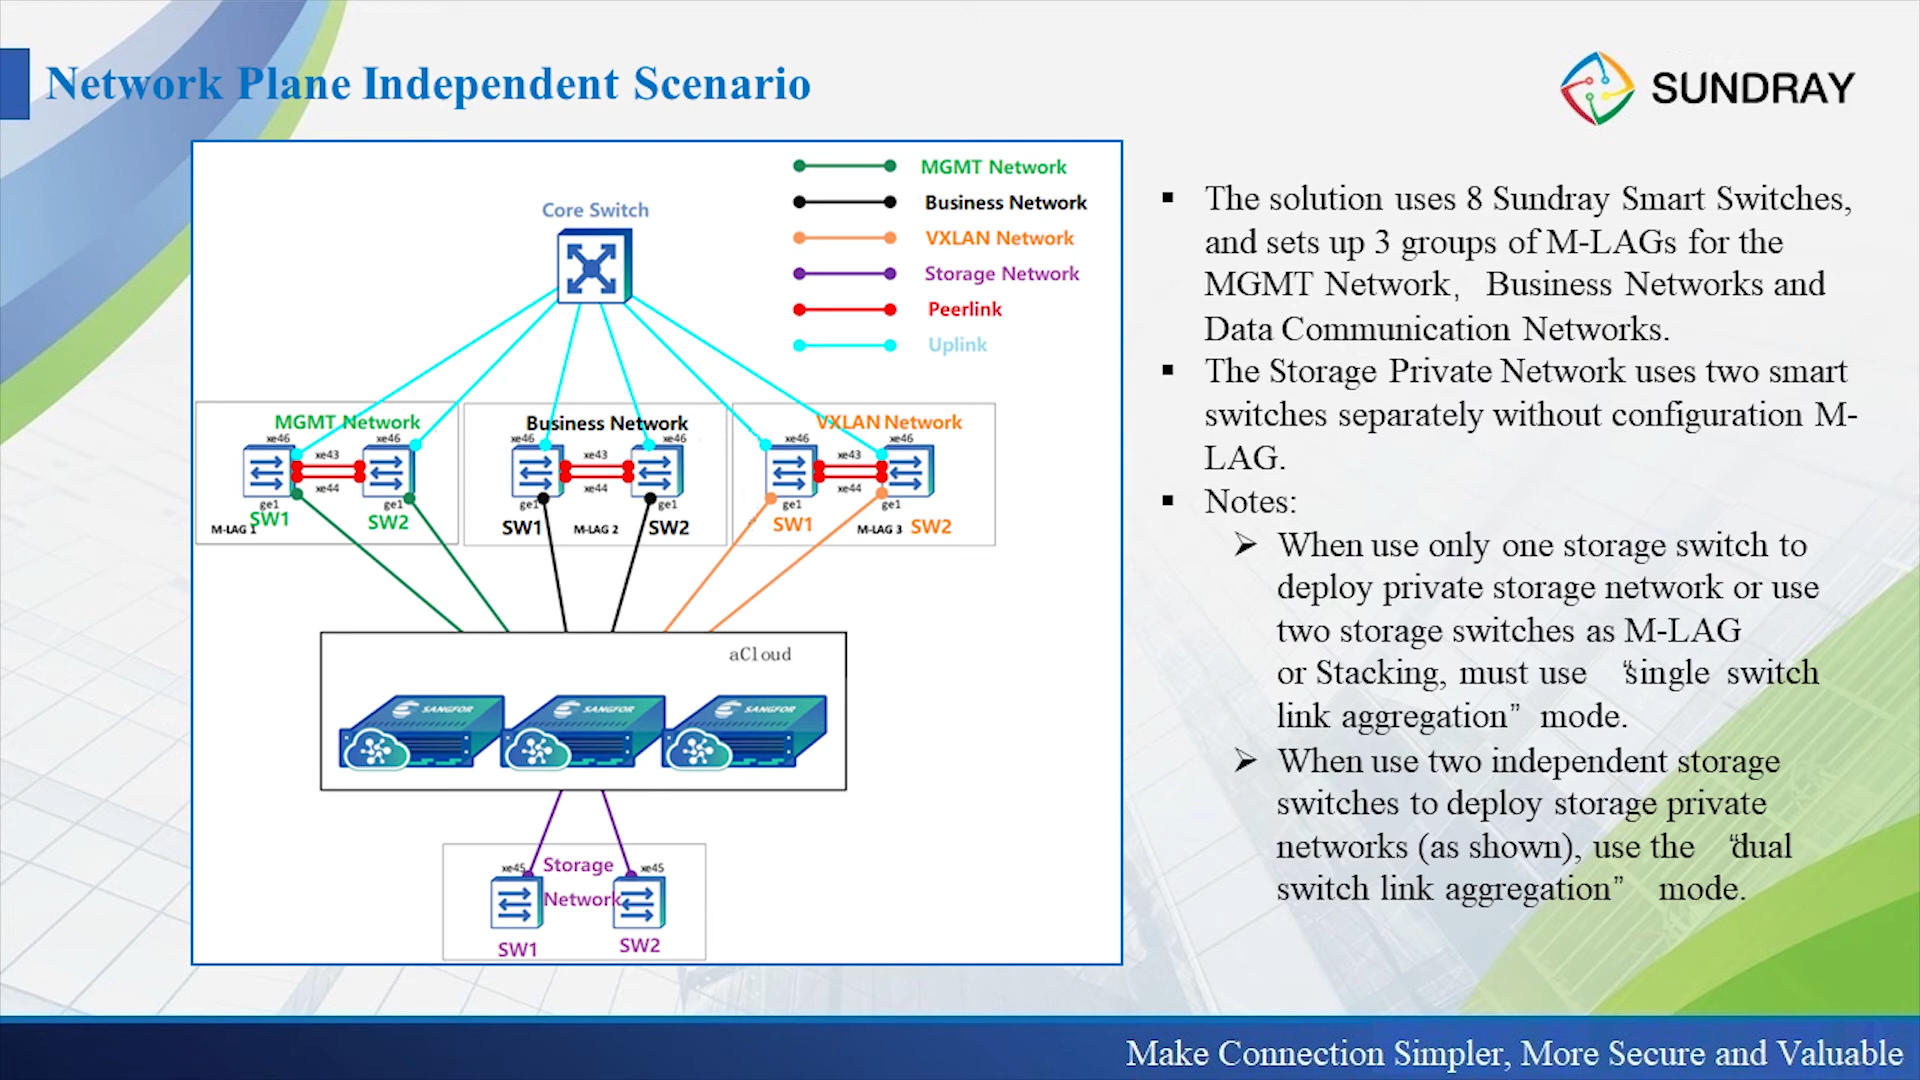 Network Plane Independent Scenario
SUNDRAY
MGMT Network
Business Network
VXLAN Network
Storage Network
Peerlink
Uplink
Core Switch
MGMT Network
xe46
xe46
xe43
xe44
ge1
ge1
SW1
SW2
M-LAG 1
Business Network
xe46
xe46
xe43
xe44
ge1
ge1
SW1
M-LAG 2
SW2
VXLAN Network
xe46
xe46
xe43
xe44
ge1
ge1
SW1
M-LAG 3
SW2
aCloud
SANGFOR
SANGFOR
SANGFOR
xe45
Storage
xe45
Network
SW1
SW2
The solution uses 8 Sundray Smart Switches,
and sets up 3 groups of M-LAGs for the
MGMT Network, Business Networks and
Data Communication Networks.
The Storage Private Network uses two smart
switches separately without configuration M-
LAG.
Notes:
When use only one storage switch to
deploy private storage network or use
two storage switches as M-LAG
or Stacking, must use “single switch
link aggregation” mode.
When use two independent storage
switches to deploy storage private
networks (as shown), use the “dual
switch link aggregation” mode.
Make Connection Simpler, More Secure and Valuable